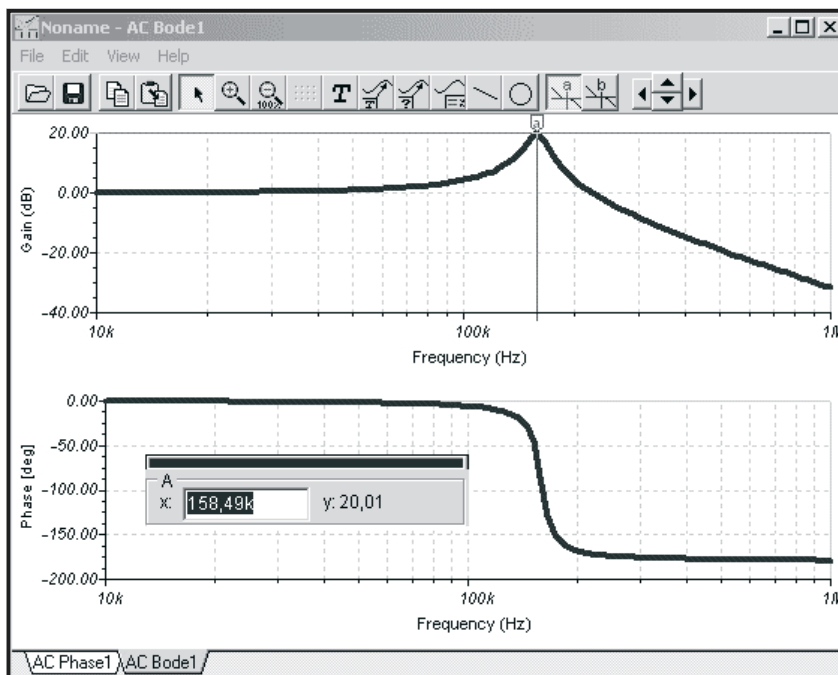 Noname - AC Bode1
File Edit View Help
100%
T
T
?
=x
a
b
a
20.00
0.00
-20.00
-40.00
Gain (dB)
10k
100k
1M
Frequency (Hz)
0.00
-50.00
-100.00
-150.00
-200.00
Phase [deg]
A
x: 158,49k y: 20,01
10k
100k
1M
Frequency (Hz)
AC Phase1 AC Bode1